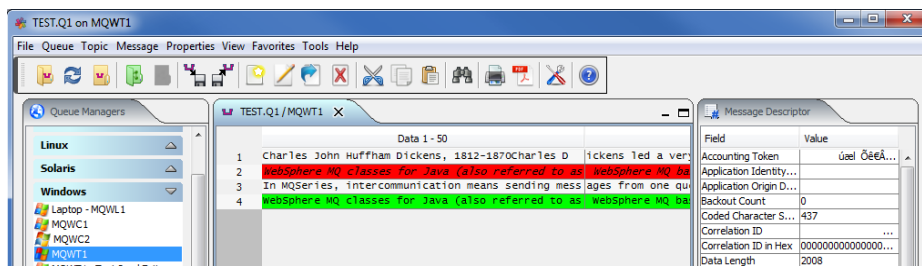 TEST.Q1 on MQWT1
File Queue Topic Message Properties View Favorites Tools Help
Queue Managers
Linux
Solaris
Windows
Laptop - MQWL1
MQWC1
MQWC2
MQWT1
TEST.Q1/MQWT1 X
Data 1 - 50
1 Charles John Huffham Dickens, 1812-1870Charles D ickens led a very
2 WebSphere MQ classes for Java (also referred to as WebSphere MQ ba
3 In MQSeries, intercommunication means sending mess ages from one qu
4 WebSphere MQ classes for Java (also referred to as WebSphere MQ ba
Message Descriptor
Field Value
Accounting Token
Application Identity...
Application Origin D...
Backout Count 0
Coded Character S... 437
Correlation ID ...
Correlation ID in Hex 000000000000000...
Data Length 2008